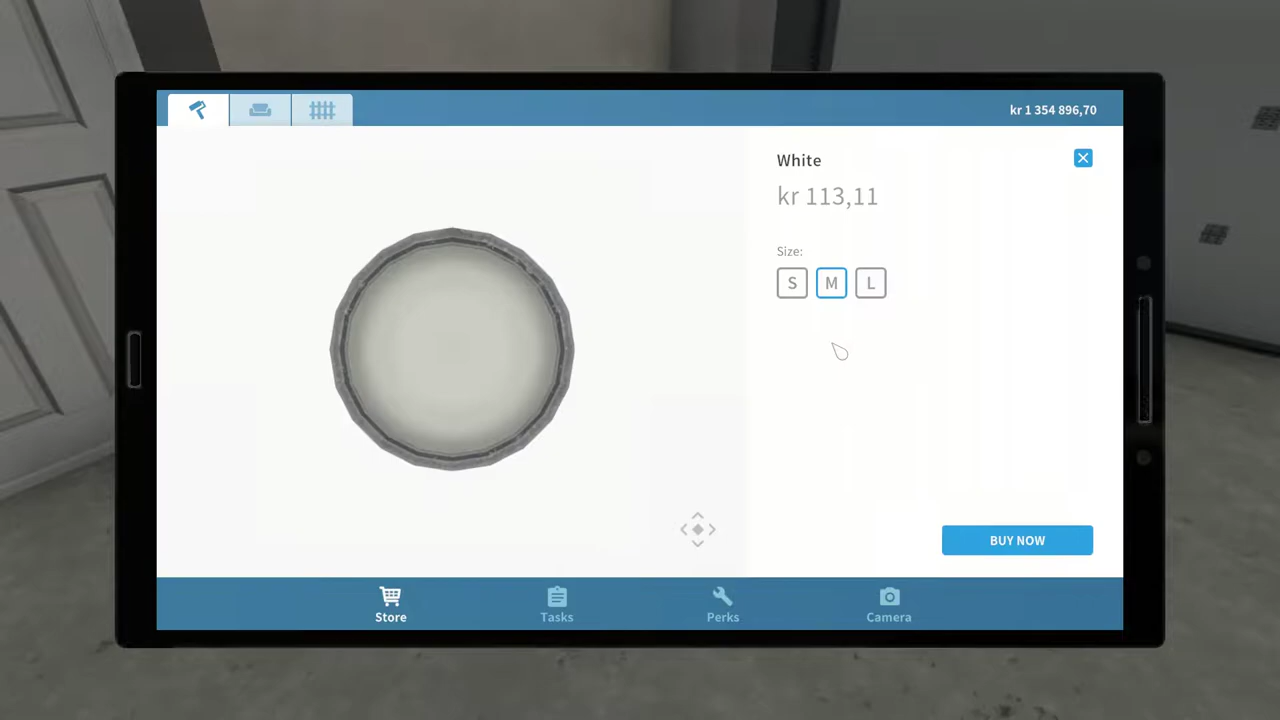 kr 1 354 896,70
White
kr 113,11
Size:
S M L
BUY NOW
Store Tasks Perks Camera